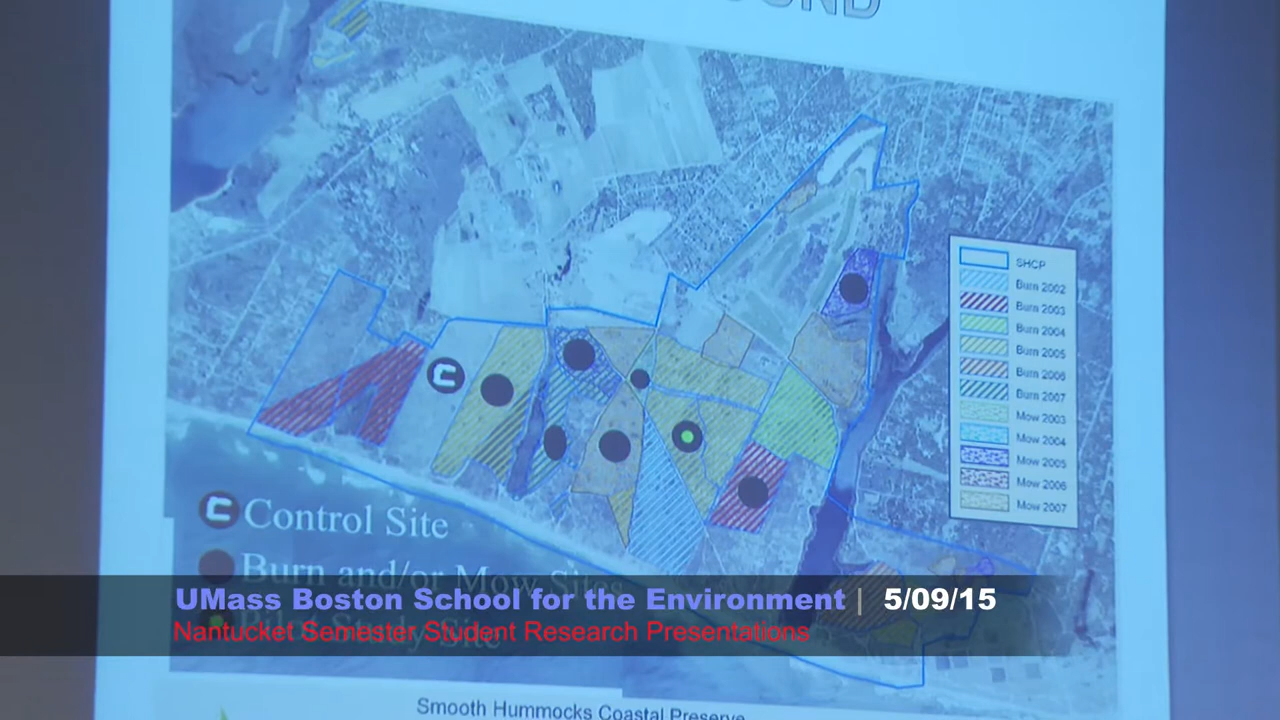 C
SHCP
Burn 2002
Burn 2003
Burn 2004
Burn 2005
Burn 2006
Burn 2007
Mow 2003
Mow 2004
Mow 2005
Mow 2006
Mow 2007
C Control Site
Burn and/or Mow Sites
UMass Boston School for the Environment | 5/09/15
Nantucket Semester Student Research Presentations
Smooth Hummocks Coastal Preserve